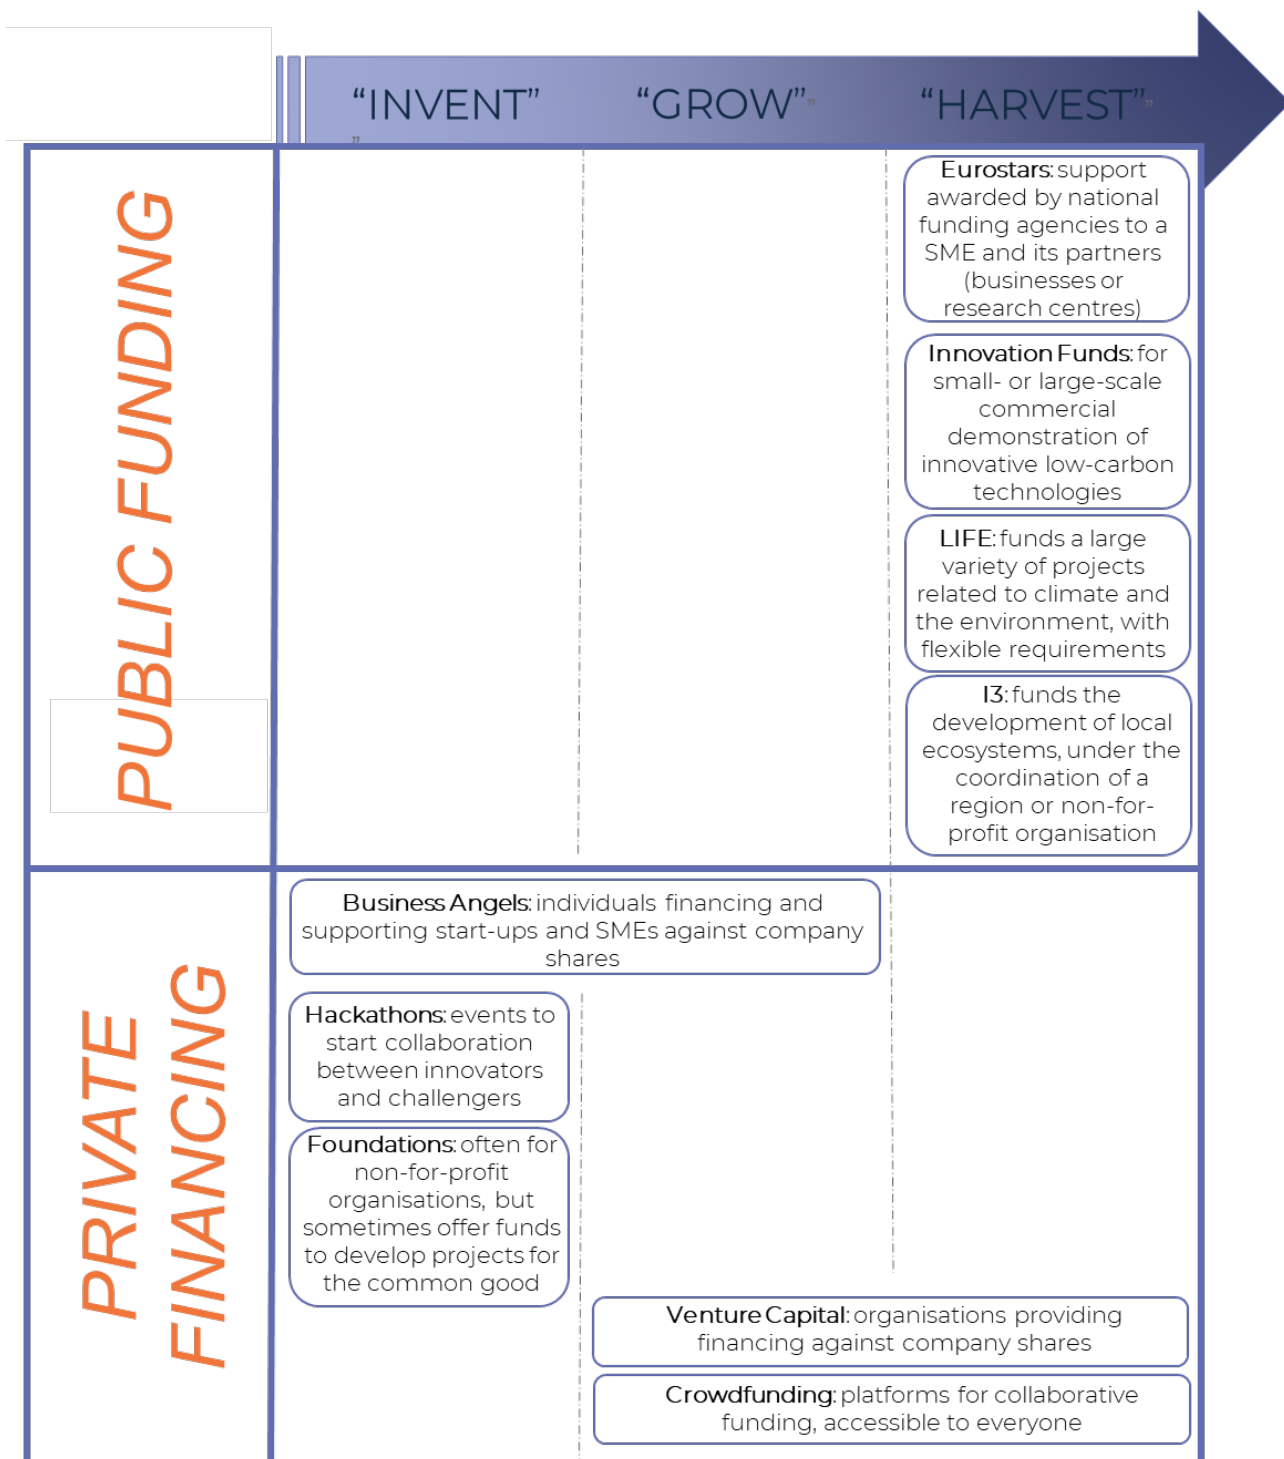 “INVENT”
”
“GROW””
“HARVEST””
PUBLIC FUNDING
Eurostars: support
awarded by national
funding agencies to a
SME and its partners
(businesses or
research centres)
Innovation Funds: for
small- or large-scale
commercial
demonstration of
innovative low-carbon
technologies
LIFE: funds a large
variety of projects
related to climate and
the environment, with
flexible requirements
I3: funds the
development of local
ecosystems, under the
coordination of a
region or non-for-
profit organisation
PRIVATE
FINANCING
Business Angels: individuals financing and
supporting start-ups and SMEs against company
shares
Hackathons: events to
start collaboration
between innovators
and challengers
Foundations: often for
non-for-profit
organisations, but
sometimes offer funds
to develop projects for
the common good
Venture Capital: organisations providing
financing against company shares
Crowdfunding: platforms for collaborative
funding, accessible to everyone